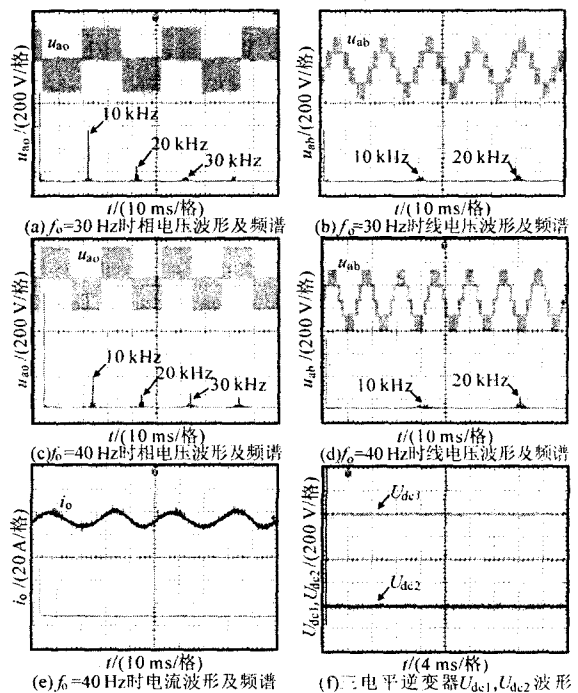 u_ao
10 kHz
20 kHz
30 kHz
u_ao/(200 V/格)
t/(10 ms/格)
(a) f_o=30 Hz时相电压波形及频谱
u_ab
10 kHz
20 kHz
u_ab/(200 V/格)
t/(10 ms/格)
(b) f_o=30 Hz时线电压波形及频谱
u_ao
10 kHz
20 kHz
30 kHz
u_ao/(200 V/格)
t/(10 ms/格)
(c) f_o=40 Hz时相电压波形及频谱
u_ab
10 kHz
20 kHz
u_ab/(200 V/格)
t/(10 ms/格)
(d) f_o=40 Hz时线电压波形及频谱
i_o
i_o/(20 A/格)
t/(10 ms/格)
(e) f_o=40 Hz时电流波形及频谱
U_dc1
U_dc2
U_dc1,U_dc2/(200 V/格)
t/(4 ms/格)
(f) 三电平逆变器U_dc1,U_dc2波形